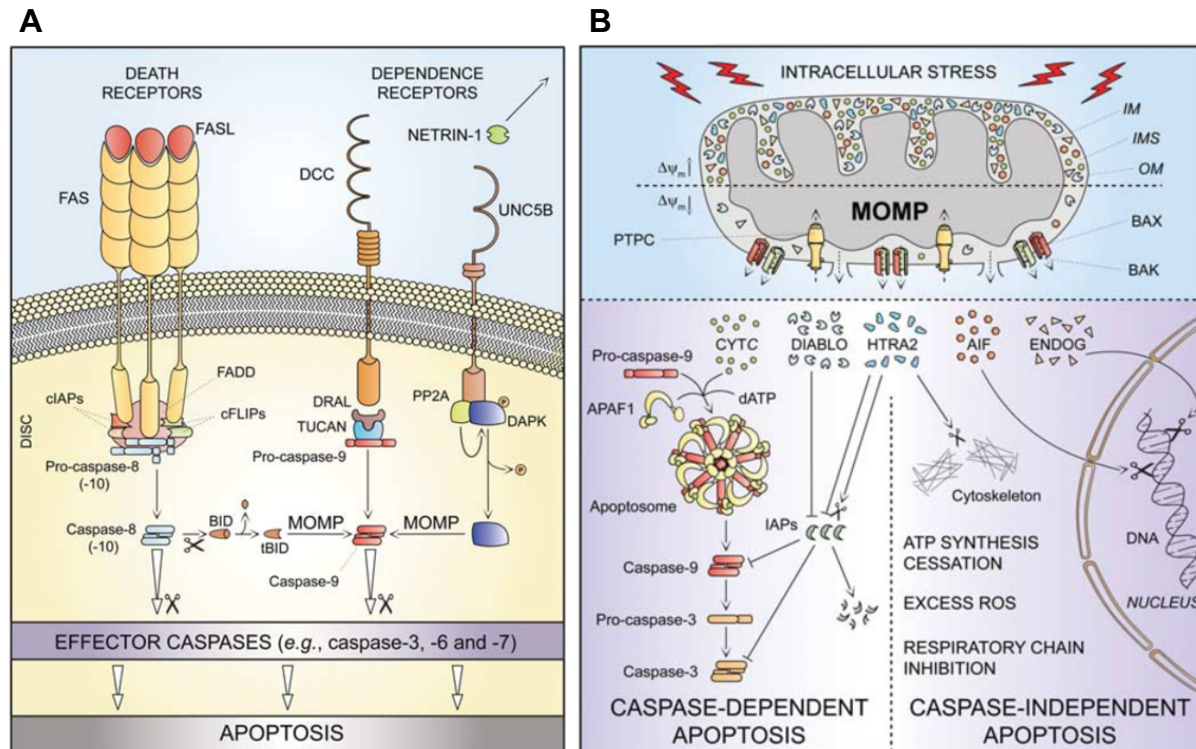 A
DEATH
RECEPTORS
DEPENDENCE
RECEPTORS
FASL
NETRIN-1
FAS
DCC
UNC5B
FADD
cIAPs
cFLIPs
DISC
Pro-caspase-8
(-10)
DRAL
TUCAN
Pro-caspase-9
PP2A
P
DAPK
P
Caspase-8
(-10)
BID
tBID
MOMP
MOMP
Caspase-9
EFFECTOR CASPASES (e.g., caspase-3, -6 and -7)
APOPTOSIS
B
INTRACELLULAR STRESS
IM
IMS
OM
Δψm
Δψm
MOMP
PTPC
BAX
BAK
CYTC
DIABLO
HTRA2
AIF
ENDOG
Pro-caspase-9
APAF1
dATP
Apoptosome
Cytoskeleton
IAPs
DNA
NUCLEUS
Caspase-9
Pro-caspase-3
Caspase-3
ATP SYNTHESIS
CESSATION
EXCESS ROS
RESPIRATORY CHAIN
INHIBITION
CASPASE-DEPENDENT
APOPTOSIS
CASPASE-INDEPENDENT
APOPTOSIS